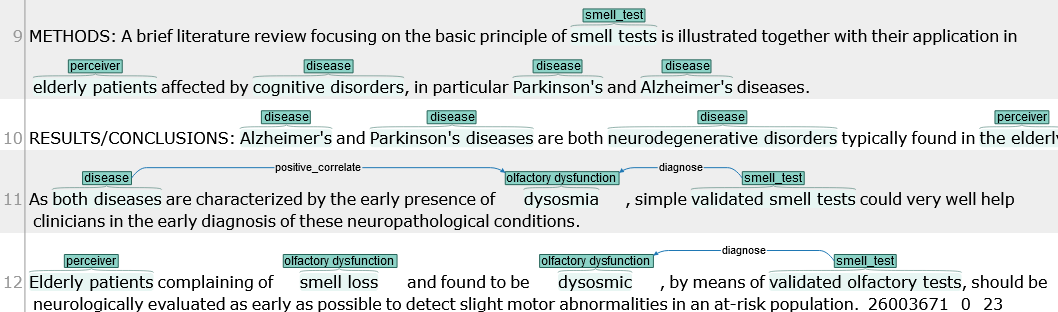 smell_test
9 METHODS: A brief literature review focusing on the basic principle of smell tests is illustrated together with their application in
perceiver disease disease disease
elderly patients affected by cognitive disorders, in particular Parkinson's and Alzheimer's diseases.
disease disease disease perceiver
10 RESULTS/CONCLUSIONS: Alzheimer's and Parkinson's diseases are both neurodegenerative disorders typically found in the elderly
positive_correlate diagnose
disease olfactory dysfunction smell_test
11 As both diseases are characterized by the early presence of dysosmia , simple validated smell tests could very well help
clinicians in the early diagnosis of these neuropathological conditions.
diagnose
perceiver olfactory dysfunction olfactory dysfunction smell_test
12 Elderly patients complaining of smell loss and found to be dysosmic , by means of validated olfactory tests, should be
neurologically evaluated as early as possible to detect slight motor abnormalities in an at-risk population. 26003671 0 23